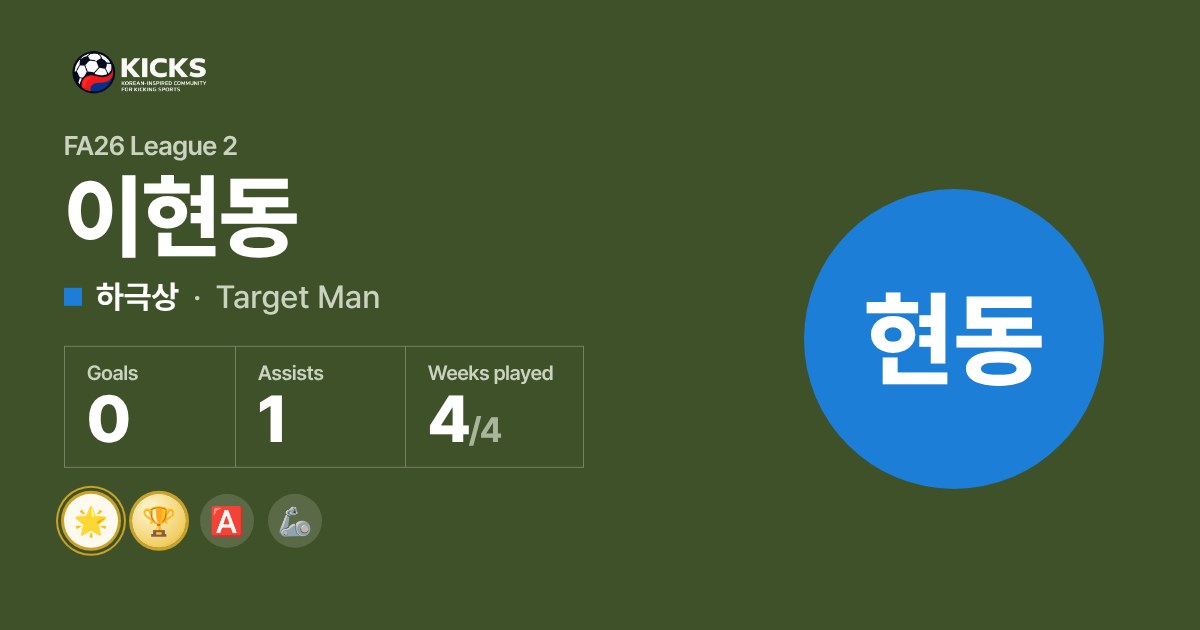 KICKS
KOREAN-INSPIRED COMMUNITY
FOR KICKING SPORTS
FA26 League 2
이현동
하극상 · Target Man
Goals Assists Weeks played
0 1 4/4
A
현동